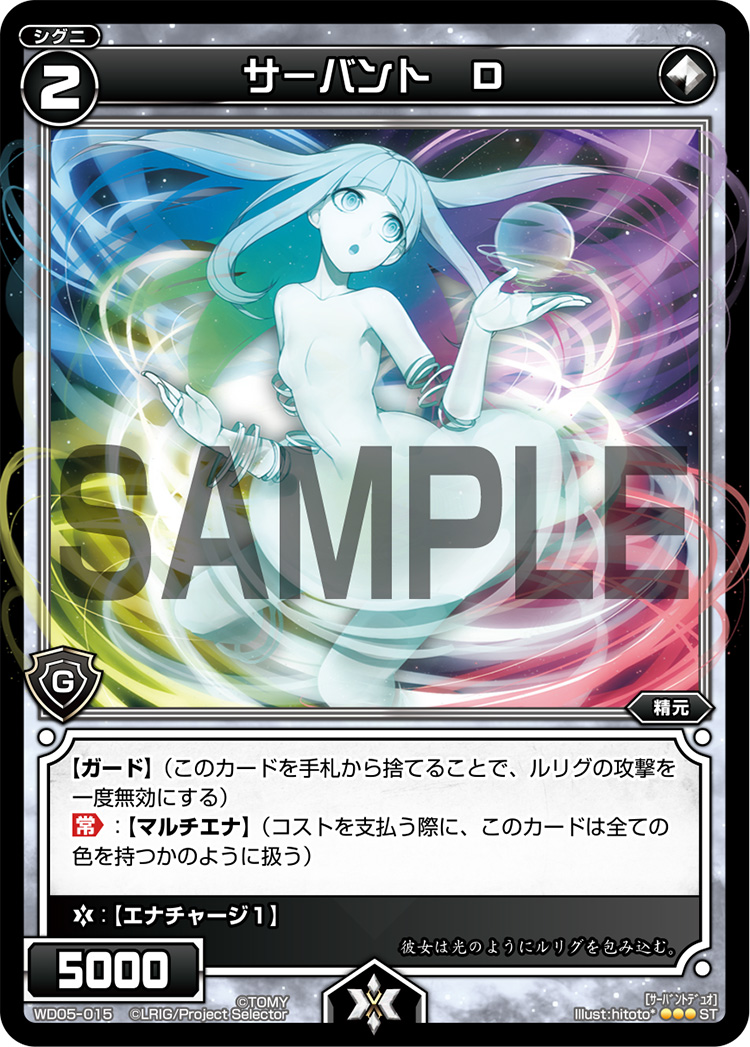 シグニ
2
サーバント D
SAMPLE
G
精元
【ガード】（このカードを手札から捨てることで、ルリグの攻撃を
一度無効にする）
常：【マルチエナ】（コストを支払う際に、このカードは全ての
色を持つかのように扱う）
：【エナチャージ１】
彼女は光のようにルリグを包み込む。
5000
©TOMY
WD05-015 ©LRIG/Project Selector
[サーバントデュオ]
Illust:hitoto* ST